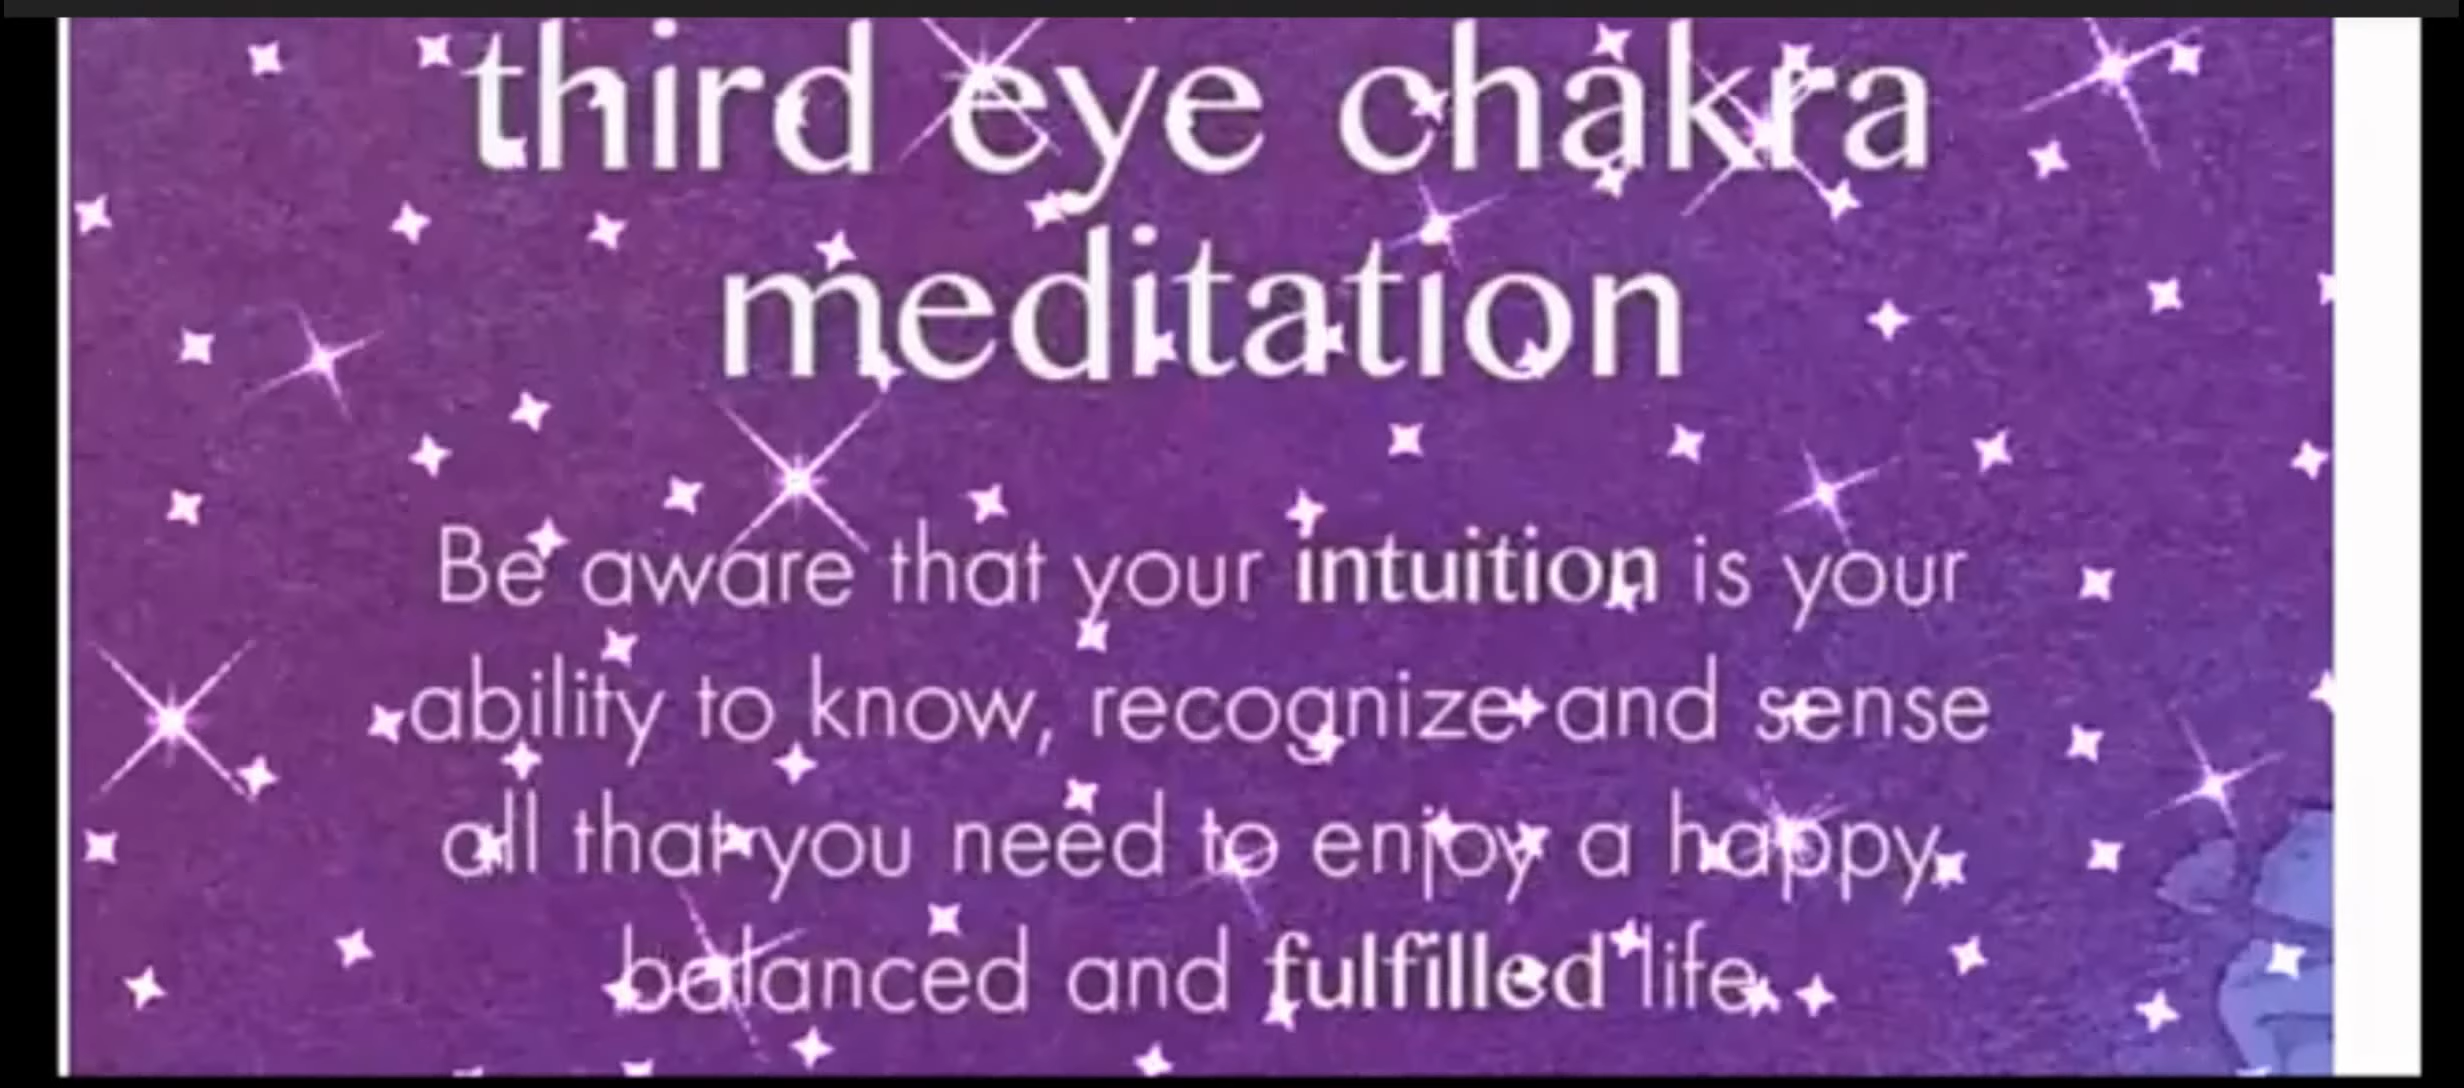 third eye chakra
meditation
Be aware that your intuition is your
ability to know, recognize and sense
all that you need to enjoy a happy,
balanced and fulfilled life.